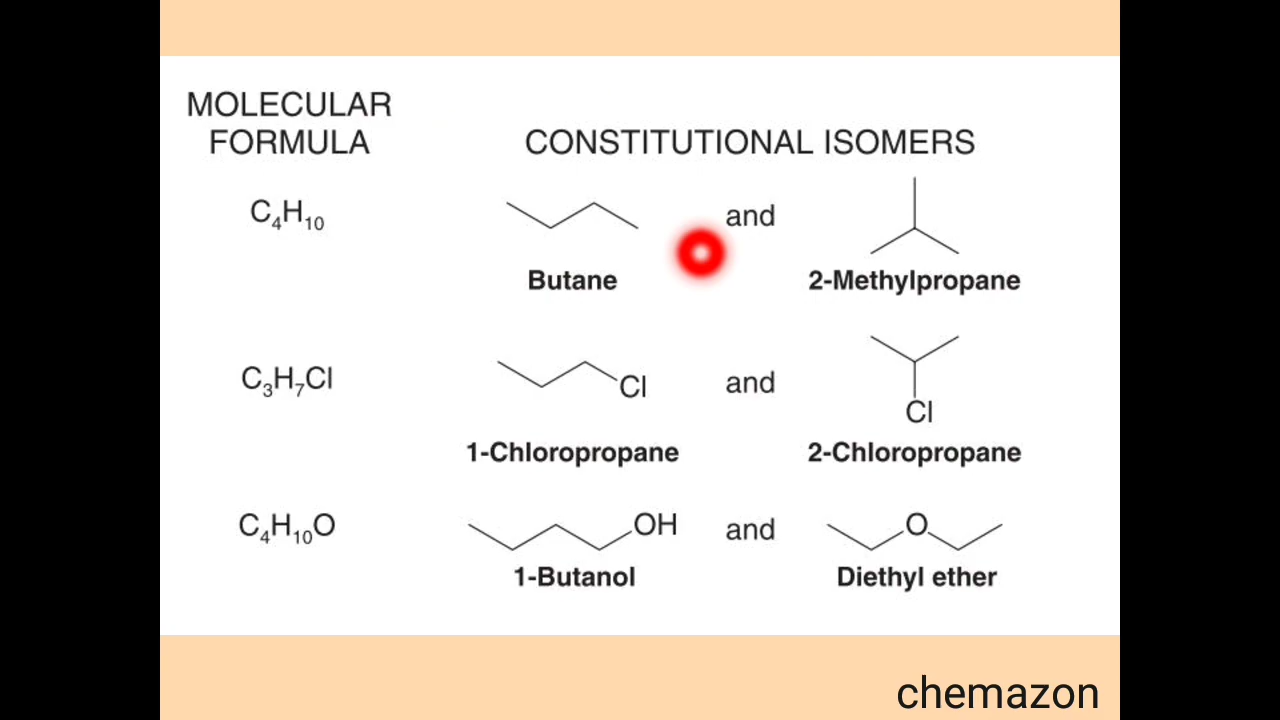 MOLECULAR
FORMULA
CONSTITUTIONAL ISOMERS
C₄H₁₀
and
Butane
2-Methylpropane
C₃H₇Cl
Cl
and
Cl
1-Chloropropane
2-Chloropropane
C₄H₁₀O
OH
and
O
1-Butanol
Diethyl ether
chemazon